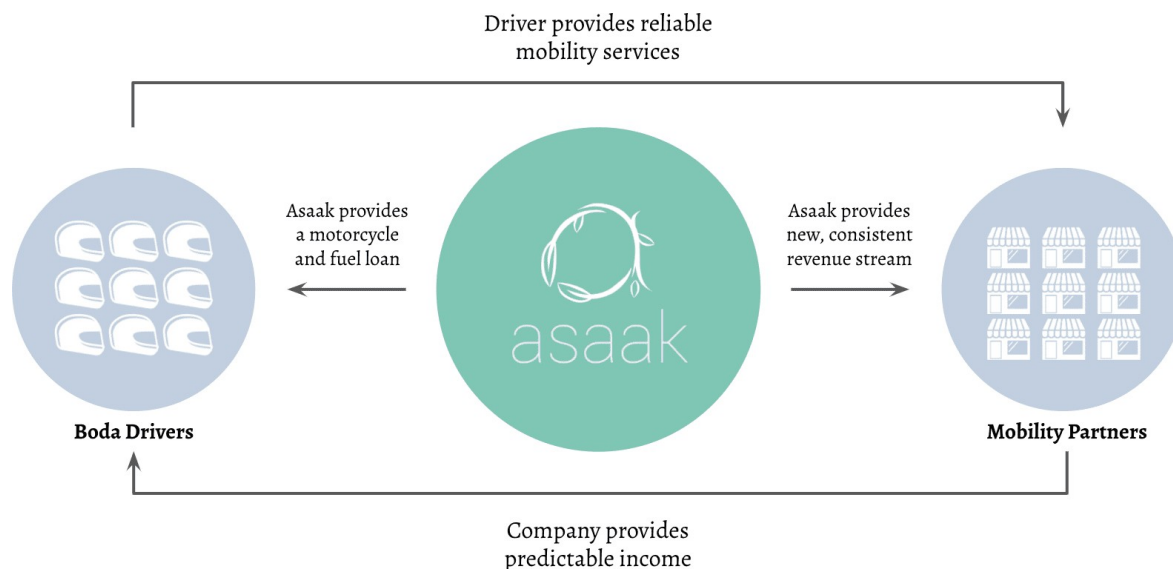 Driver provides reliable
mobility services
Asaak provides
a motorcycle
and fuel loan
asaak
Asaak provides
new, consistent
revenue stream
Boda Drivers
Mobility Partners
Company provides
predictable income